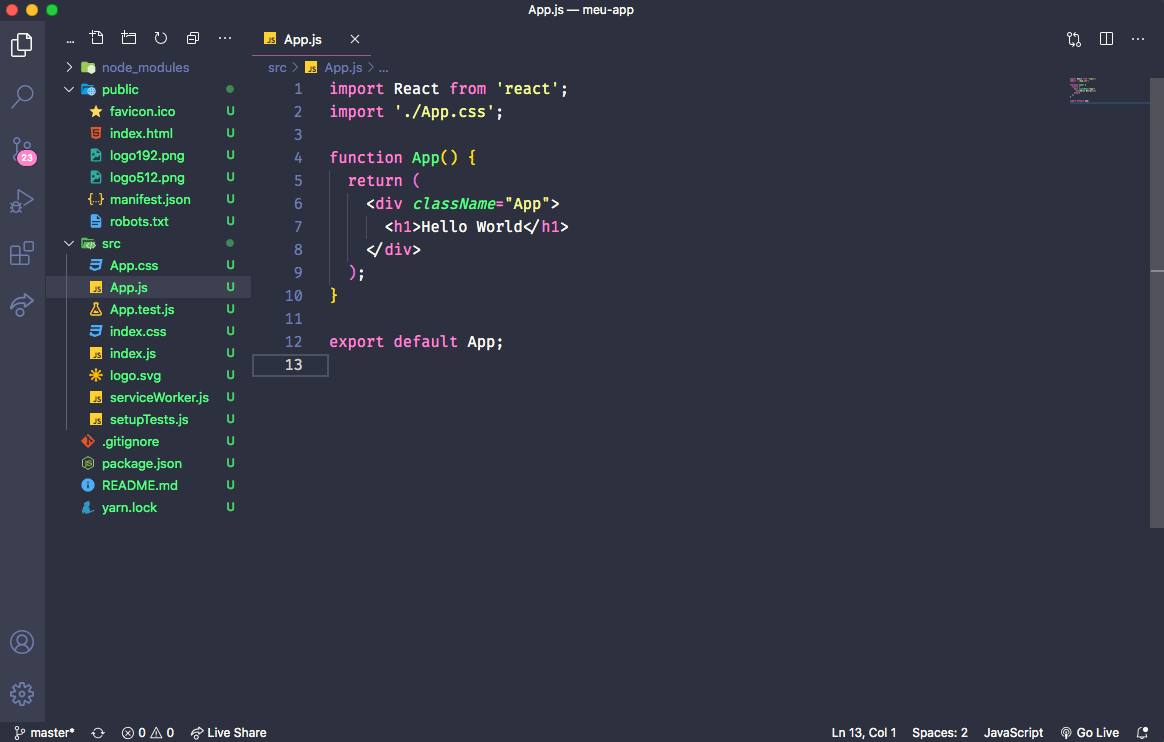 App.js — meu-app
App.js
node_modules
src > App.js > ...
public
favicon.ico U
index.html U
logo192.png U
logo512.png U
manifest.json U
robots.txt U
src
App.css U
App.js U
App.test.js U
index.css U
index.js U
logo.svg U
serviceWorker.js U
setupTests.js U
.gitignore U
package.json U
README.md U
yarn.lock U
23
1 import React from 'react';
2 import './App.css';
3
4 function App() {
5 return (
6 <div className="App">
7 <h1>Hello World</h1>
8 </div>
9 );
10 }
11
12 export default App;
13
master* 0 0 Live Share Ln 13, Col 1 Spaces: 2 JavaScript Go Live